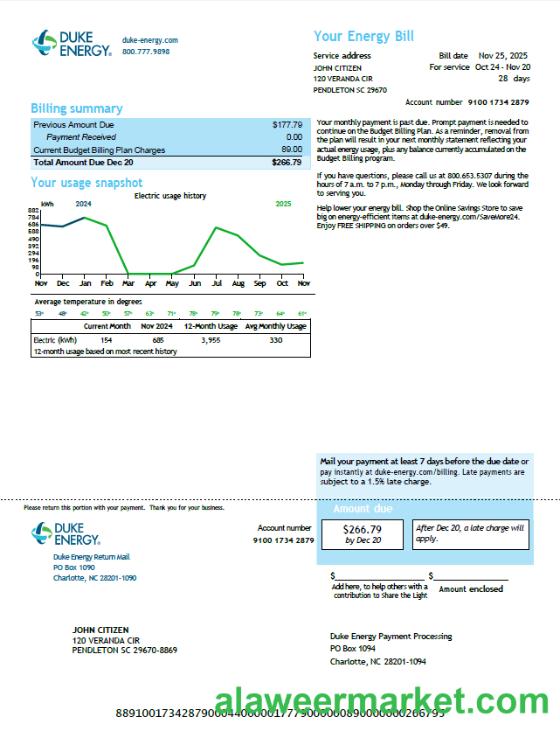 DUKE ENERGY®
duke-energy.com
800.777.9898
Your Energy Bill
Service address
JOHN CITIZEN
120 VERANDA CIR
PENDLETON SC 29670
Bill date Nov 25, 2025
For service Oct 24 - Nov 20
28 days
Account number 9100 1734 2879
Billing summary
Previous Amount Due $177.79
Payment Received 0.00
Current Budget Billing Plan Charges 89.00
Total Amount Due Dec 20 $266.79
Your monthly payment is past due. Prompt payment is needed to
continue on the Budget Billing Plan. As a reminder, removal from
the plan will result in your next monthly statement reflecting your
actual energy usage, plus any balance currently accumulated on the
Budget Billing program.
If you have questions, please call us at 800.653.5307 during the
hours of 7 a.m. to 7 p.m., Monday through Friday. We look forward
to serving you.
Help lower your energy bill. Shop the Online Savings Store to save
big on energy-efficient items at duke-energy.com/SaveMore24.
Enjoy FREE SHIPPING on orders over $49.
Your usage snapshot
Electric usage history
kWh 2024 2025
882
784
686
588
490
392
294
196
98
0
Nov Dec Jan Feb Mar Apr May Jun Jul Aug Sep Oct Nov
Average temperature in degrees
53° 48° 42° 50° 57° 63° 71° 78° 79° 78° 73° 64° 61°
Current Month Nov 2024 12-Month Usage Avg Monthly Usage
Electric (kWh) 154 685 3,955 330
12-month usage based on most recent history
Mail your payment at least 7 days before the due date or
pay instantly at duke-energy.com/billing. Late payments are
subject to a 1.5% late charge.
Please return this portion with your payment. Thank you for your business.
Amount due
DUKE ENERGY®
Account number
9100 1734 2879
$266.79
by Dec 20
After Dec 20, a late charge will
apply.
Duke Energy Return Mail
PO Box 1090
Charlotte, NC 28201-1090
$ $
Add here, to help others with a
contribution to Share the Light
Amount enclosed
JOHN CITIZEN
120 VERANDA CIR
PENDLETON SC 29670-8869
Duke Energy Payment Processing
PO Box 1094
Charlotte, NC 28201-1094
alaweermarket.com